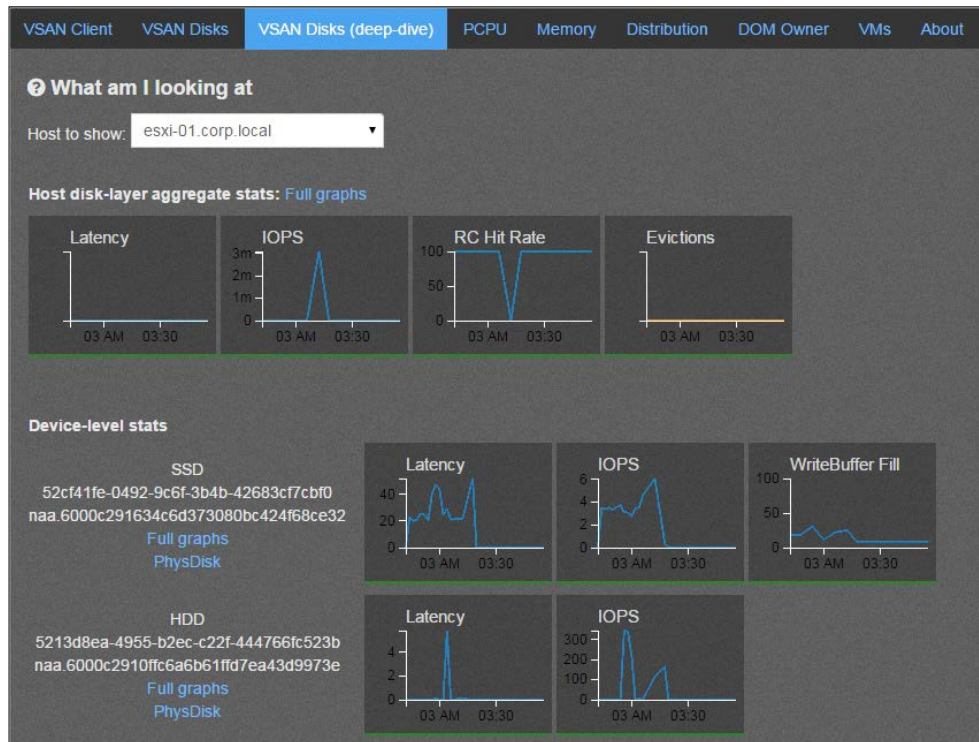 VSAN Client VSAN Disks VSAN Disks (deep-dive) PCPU Memory Distribution DOM Owner VMs About
? What am I looking at
Host to show: esxi-01.corp.local
Host disk-layer aggregate stats: Full graphs
Latency
03 AM 03:30
IOPS
3m
2m
1m
0
03 AM 03:30
RC Hit Rate
100
50
0
03 AM 03:30
Evictions
03 AM 03:30
Device-level stats
SSD
52cf41fe-0492-9c6f-3b4b-42683cf7cbf0
naa.6000c291634c6d373080bc424f68ce32
Full graphs
PhysDisk
Latency
40
20
0
03 AM 03:30
IOPS
6
4
2
0
03 AM 03:30
WriteBuffer Fill
100
50
0
03 AM 03:30
HDD
5213d8ea-4955-b2ec-c22f-444766fc523b
naa.6000c2910ffc6a6b61ffd7ea43d9973e
Full graphs
PhysDisk
Latency
4
2
0
03 AM 03:30
IOPS
300
200
100
0
03 AM 03:30